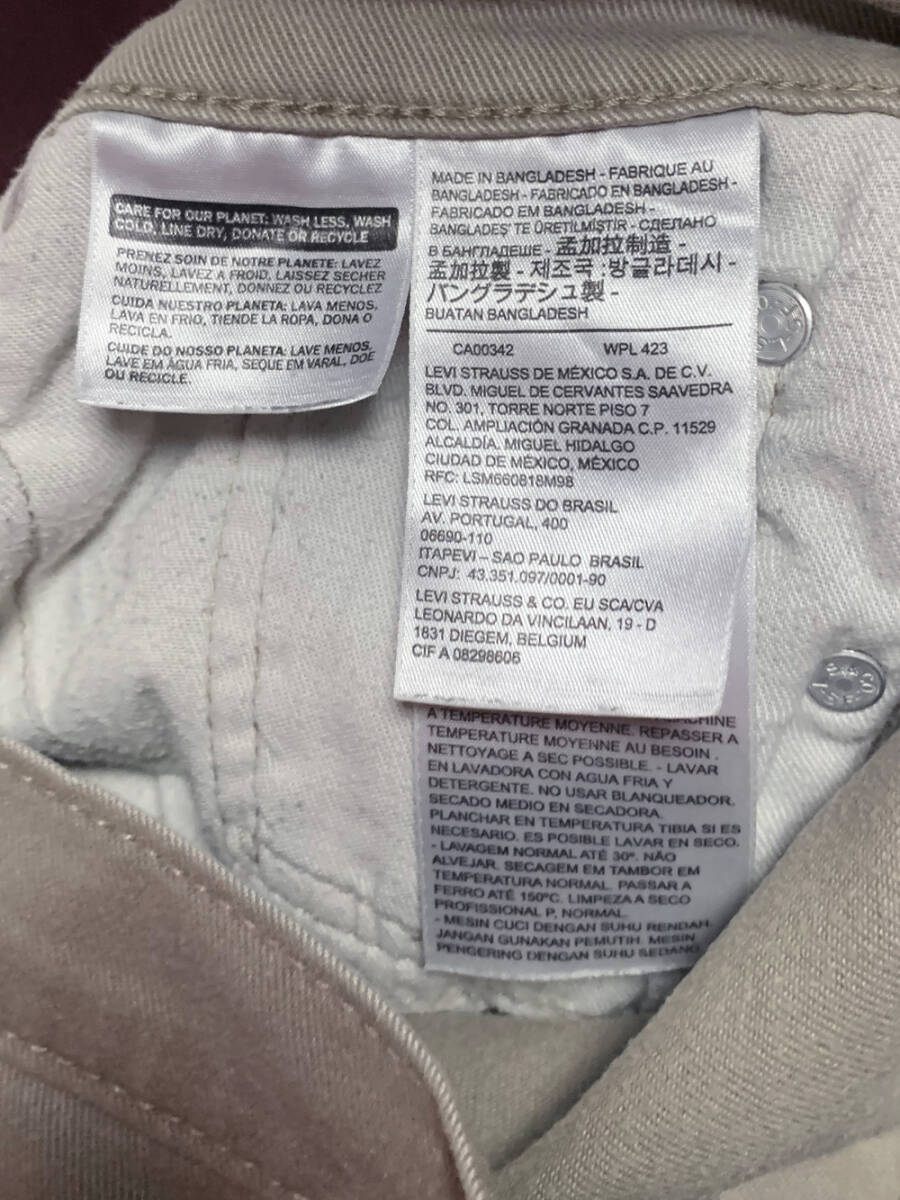 CARE FOR OUR PLANET: WASH LESS, WASH
COLD, LINE DRY, DONATE OR RECYCLE
PRENEZ SOIN DE NOTRE PLANETE: LAVEZ
MOINS, LAVEZ A FROID, LAISSEZ SECHER
NATURELLEMENT, DONNEZ OU RECYCLEZ
CUIDA NUESTRO PLANETA: LAVA MENOS,
LAVA EN FRIO, TIENDE LA ROPA, DONA O
RECICLA.
CUIDE DO NOSSO PLANETA: LAVE MENOS,
LAVE EM ÁGUA FRIA, SEQUE EM VARAL, DOE
OU RECICLE.
MADE IN BANGLADESH - FABRIQUE AU
BANGLADESH - FABRICADO EN BANGLADESH -
FABRICADO EM BANGLADESH -
BANGLADEŞ'TE ÜRETİLMİŞTİR - СДЕЛАНО
В БАНГЛАДЕШЕ - 孟加拉制造 -
孟加拉製 - 제조국 : 방글라데시 -
バングラデシュ製 -
BUATAN BANGLADESH
CA00342 WPL 423
LEVI STRAUSS DE MÉXICO S.A. DE C.V.
BLVD. MIGUEL DE CERVANTES SAAVEDRA
NO. 301, TORRE NORTE PISO 7
COL. AMPLIACIÓN GRANADA C.P. 11529
ALCALDÍA. MIGUEL HIDALGO
CIUDAD DE MÉXICO, MÉXICO
RFC: LSM660818M98
LEVI STRAUSS DO BRASIL
AV. PORTUGAL, 400
06690-110
ITAPEVI – SAO PAULO BRASIL
CNPJ: 43.351.097/0001-90
LEVI STRAUSS & CO. EU SCA/CVA
LEONARDO DA VINCILAAN, 19 - D
1831 DIEGEM, BELGIUM
CIF A 08298606
A TEMPERATURE MOYENNE. REPASSER A
TEMPERATURE MOYENNE AU BESOIN .
NETTOYAGE A SEC POSSIBLE. - LAVAR
EN LAVADORA CON AGUA FRIA Y
DETERGENTE. NO USAR BLANQUEADOR.
SECADO MEDIO EN SECADORA.
PLANCHAR EN TEMPERATURA TIBIA SI ES
NECESARIO. ES POSIBLE LAVAR EN SECO.
- LAVAGEM NORMAL ATÉ 30º. NÃO
ALVEJAR. SECAGEM EM TAMBOR EM
TEMPERATURA NORMAL. PASSAR A
FERRO ATÉ 150ºC. LIMPEZA A SECO
PROFISSIONAL P, NORMAL.
- MESIN CUCI DENGAN SUHU RENDAH.
JANGAN GUNAKAN PEMUTIH. MESIN
PENGERING DENGAN SUHU SEDANG